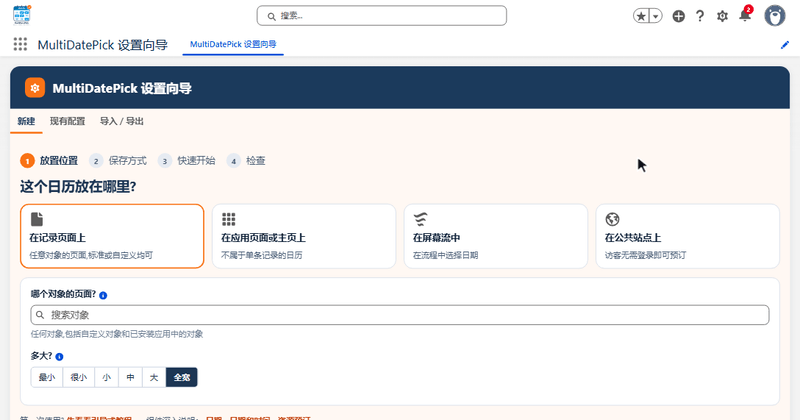 搜索...
2
MultiDatePick 设置向导
MultiDatePick 设置向导
MultiDatePick 设置向导
新建
现有配置
导入 / 导出
1 放置位置
2 保存方式
3 快速开始
4 检查
这个日历放在哪里?
在记录页面上
任意对象的页面,标准或自定义均可
在应用页面或主页上
不属于单条记录的日历
在屏幕流中
在流程中选择日期
在公共站点上
访客无需登录即可预订
哪个对象的页面?
搜索对象
任何对象,包括自定义对象和已安装应用中的对象
多大?
最小
很小
小
中
大
全宽